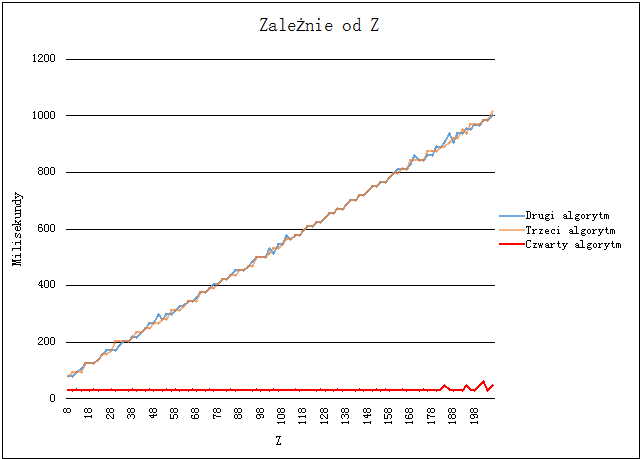 Zależnie od Z
1200
1000
800
600
400
200
0
Milisekundy
8 18 28 38 48 58 68 78 88 98 108 118 128 138 148 158 168 178 188 198
Z
Drugi algorytm
Trzeci algorytm
Czwarty algorytm